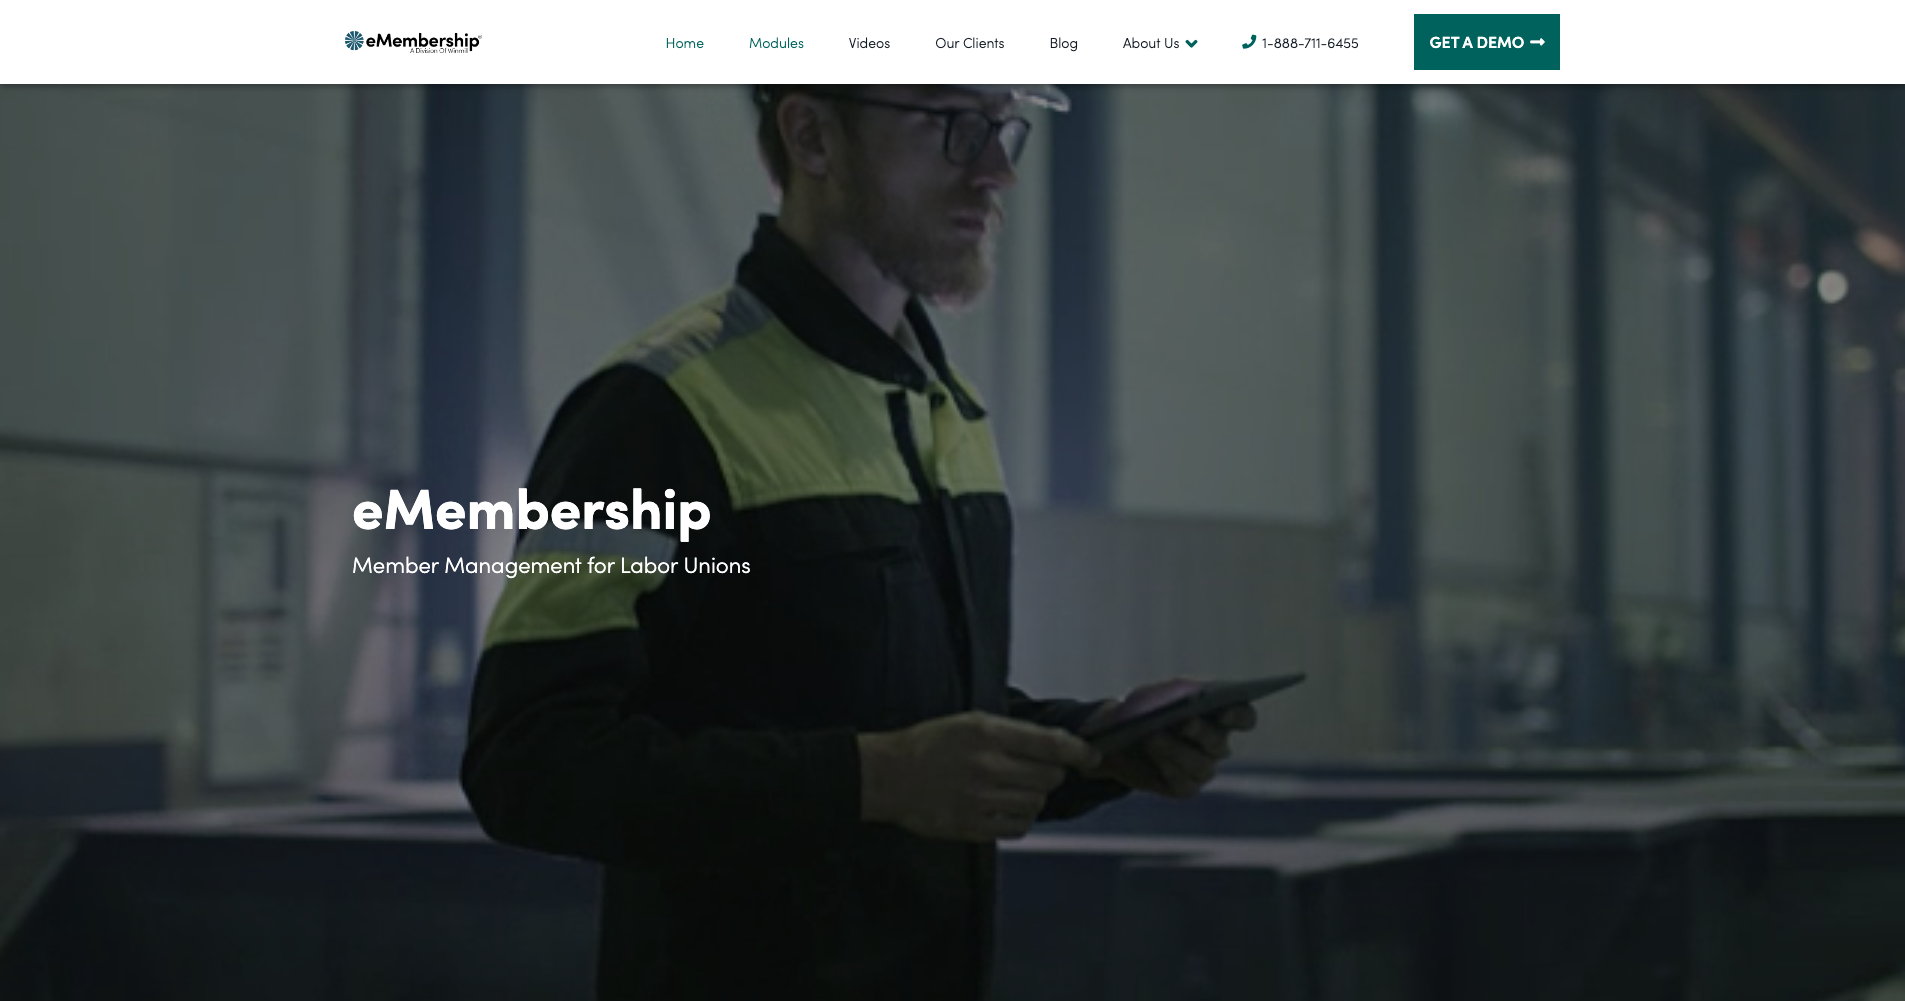 eMembership®
A Division Of Winmill
Home Modules Videos Our Clients Blog About Us 1-888-711-6455 GET A DEMO
eMembership
Member Management for Labor Unions